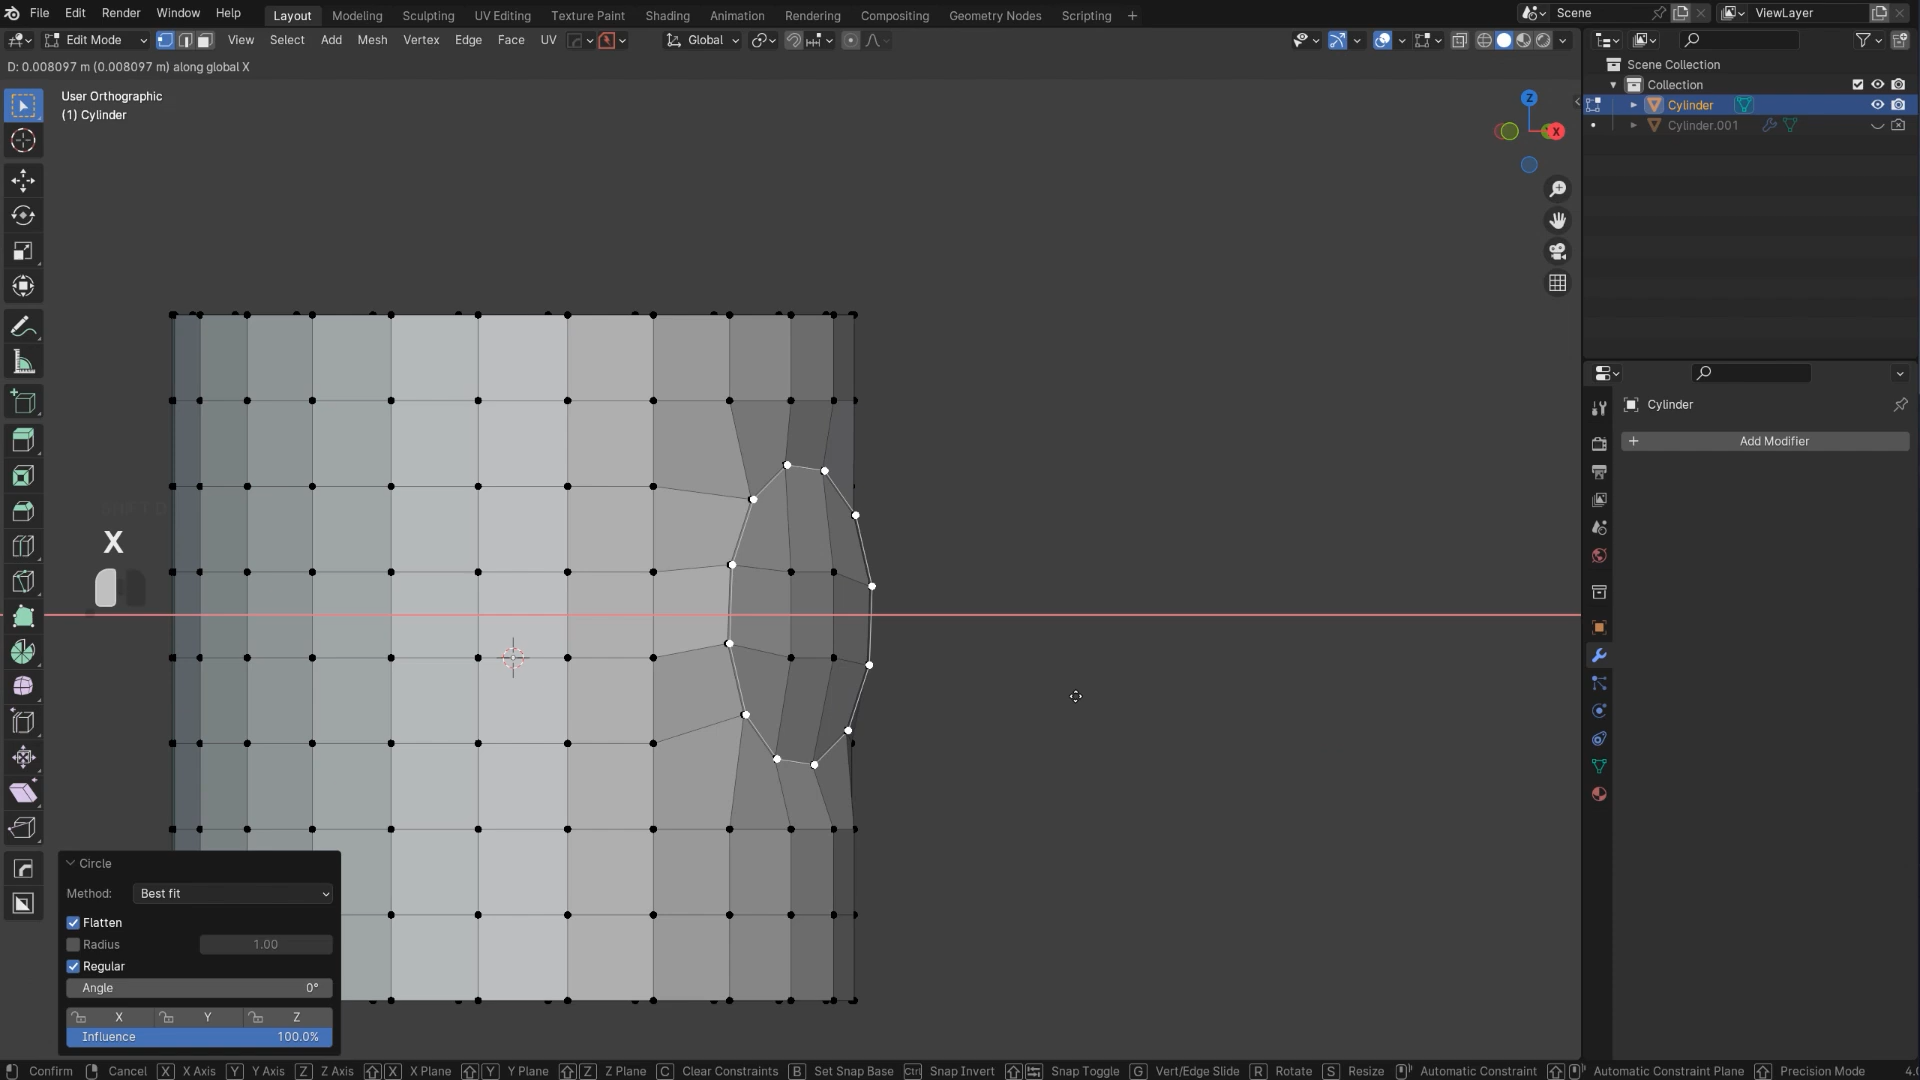 File Edit Render Window Help Layout Modeling Sculpting UV Editing Texture Paint Shading Animation Rendering Compositing Geometry Nodes Scripting + Scene ViewLayer
Edit Mode View Select Add Mesh Vertex Edge Face UV Global
D: 0.008097 m (0.008097 m) along global X
Scene Collection
Collection
Cylinder
Cylinder.001
User Orthographic
(1) Cylinder
Z
X
Cylinder
+ Add Modifier
X
Circle
Method: Best fit
Flatten
Radius 1.00
Regular
Angle 0°
X Y Z
Influence 100.0%
Confirm Cancel X X Axis Y Y Axis Z Z Axis X X Plane Y Y Plane Z Z Plane C Clear Constraints B Set Snap Base Ctrl Snap Invert Snap Toggle G Vert/Edge Slide R Rotate S Resize Automatic Constraint Automatic Constraint Plane Precision Mode 4.0